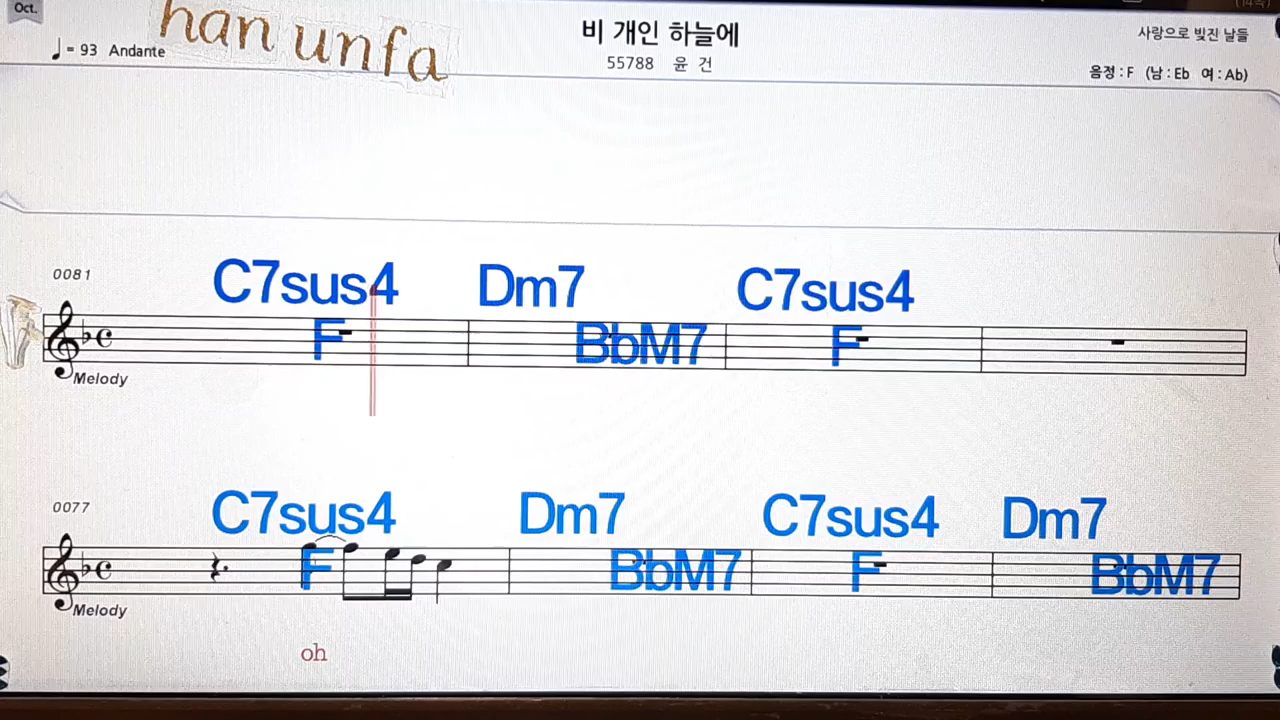 Oct.
han unfa
비 개인 하늘에
사랑으로 빚진 날들
♩= 93 Andante
55788 윤 건
음정 : F (남 : Eb 여 : Ab)
0081
C7sus4 Dm7 C7sus4
F BbM7 F
Melody
0077
C7sus4 Dm7 C7sus4 Dm7
F BbM7 F BbM7
Melody
oh